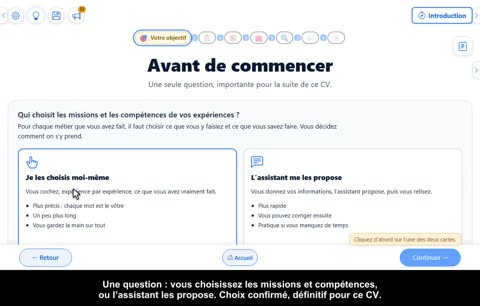 Introduction
Votre objectif
Avant de commencer
Une seule question, importante pour la suite de ce CV.
Qui choisit les missions et les compétences de vos expériences ?
Pour chaque métier que vous avez fait, il faut choisir ce que vous y faisiez et ce que vous savez faire. Vous décidez
comment on s'y prend.
Je les choisis moi-même
Vous cochez, expérience par expérience, ce que vous avez vraiment fait.
• Plus précis : chaque mot est le vôtre
• Un peu plus long
• Vous gardez la main sur tout
L'assistant me les propose
Vous donnez vos informations, l'assistant propose, puis vous relisez.
• Plus rapide
• Vous pouvez corriger ensuite
• Pratique si vous manquez de temps
Cliquez d'abord sur l'une des deux cartes.
← Retour
Accueil
Continuer →
Une question : vous choisissez les missions et compétences,
ou l'assistant les propose. Choix confirmé, définitif pour ce CV.